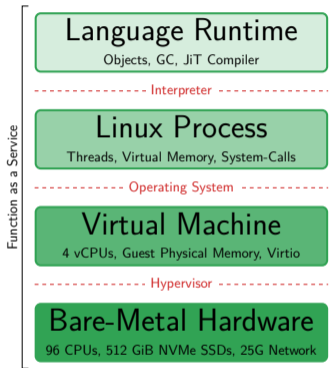 Language Runtime
Objects, GC, JiT Compiler
Interpreter
Linux Process
Threads, Virtual Memory, System-Calls
Operating System
Virtual Machine
4 vCPUs, Guest Physical Memory, Virtio
Hypervisor
Bare-Metal Hardware
96 CPUs, 512 GiB NVMe SSDs, 25G Network
Function as a Service